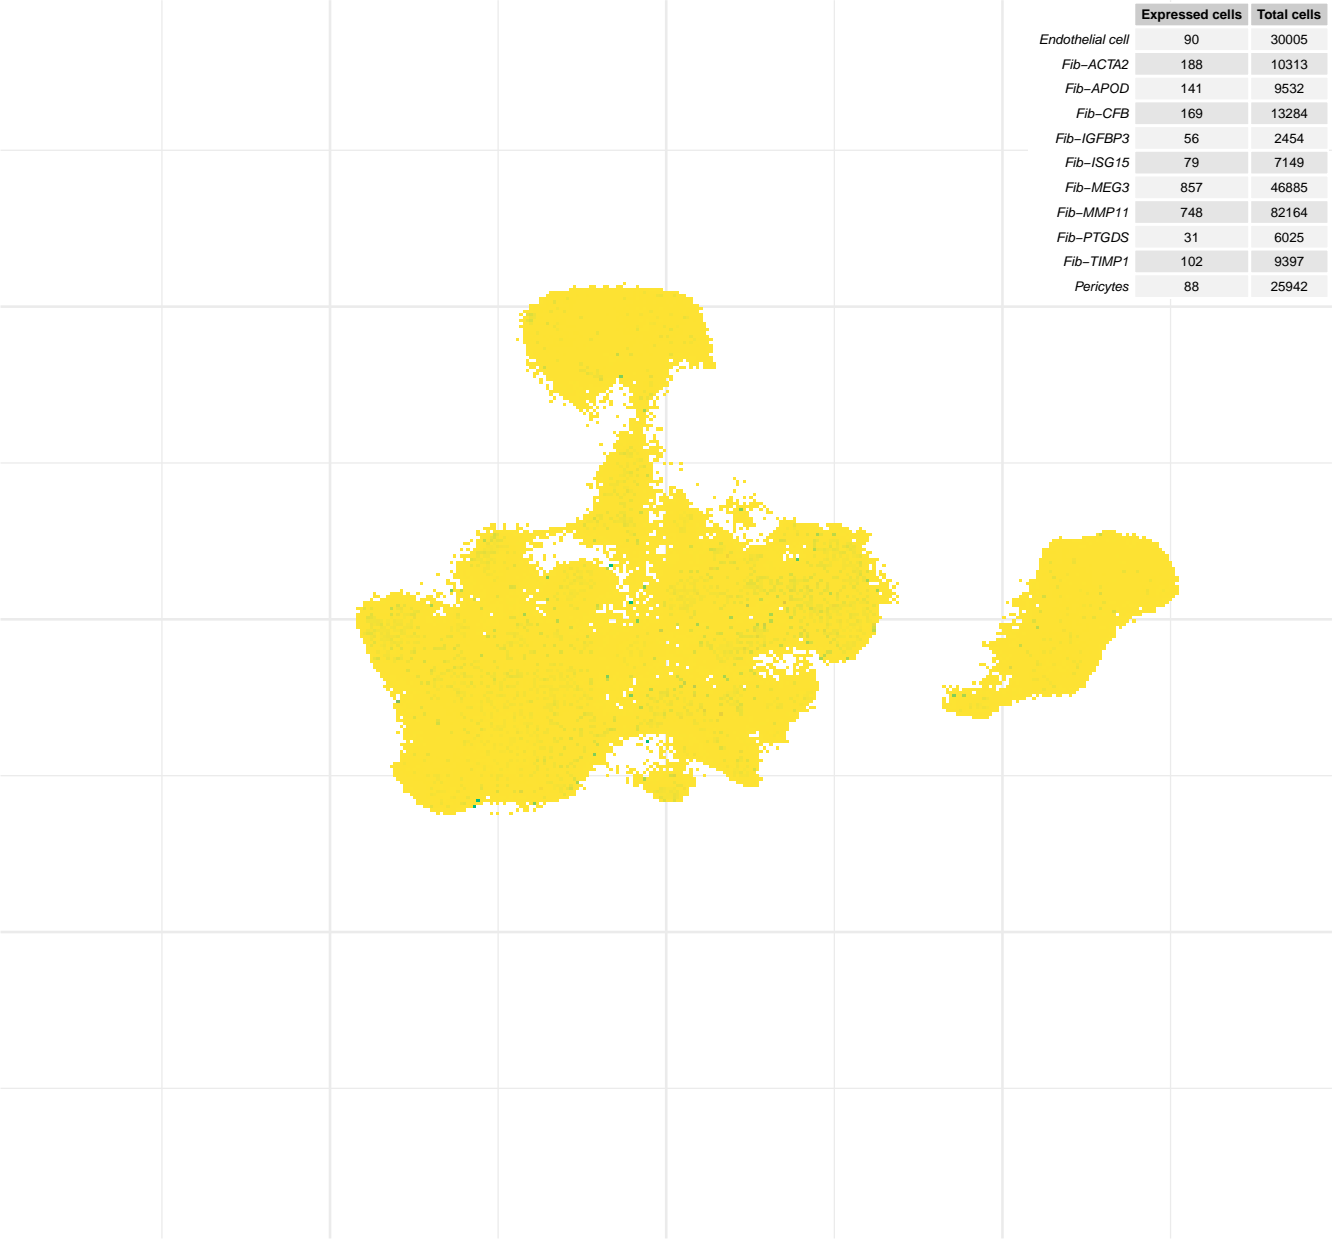 Expressed cells Total cells
Endothelial cell 90 30005
Fib−ACTA2 188 10313
Fib−APOD 141 9532
Fib−CFB 169 13284
Fib−IGFBP3 56 2454
Fib−ISG15 79 7149
Fib−MEG3 857 46885
Fib−MMP11 748 82164
Fib−PTGDS 31 6025
Fib−TIMP1 102 9397
Pericytes 88 25942